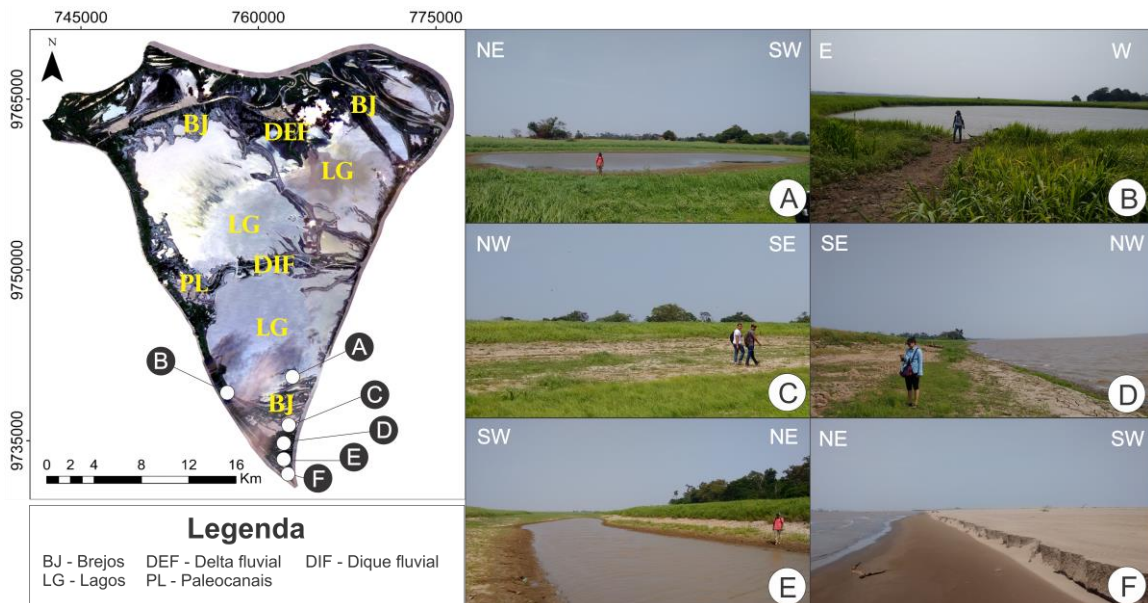 745000 760000 775000
N
9765000
9750000
9735000
BJ
DEF
BJ
LG
LG
DIF
PL
LG
B
A
BJ
C
D
E
F
0 2 4 8 12 16
Km
Legenda
BJ - Brejos DEF - Delta fluvial DIF - Dique fluvial
LG - Lagos PL - Paleocanais
NE SW
A
E W
B
NW SE
C
SE NW
D
SW NE
E
NE SW
F